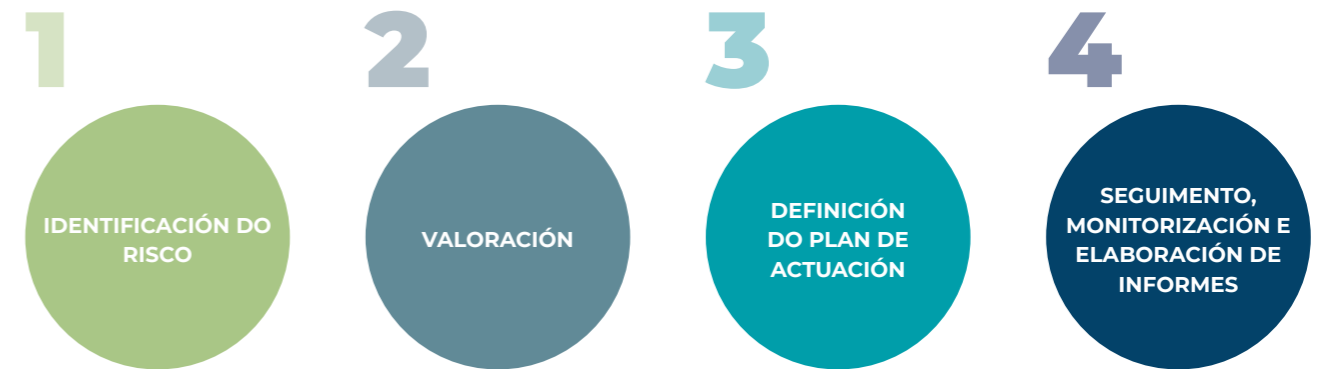 1
IDENTIFICACIÓN DO
RISCO
2
VALORACIÓN
3
DEFINICIÓN
DO PLAN DE
ACTUACIÓN
4
SEGUIMENTO,
MONITORIZACIÓN E
ELABORACIÓN DE
INFORMES